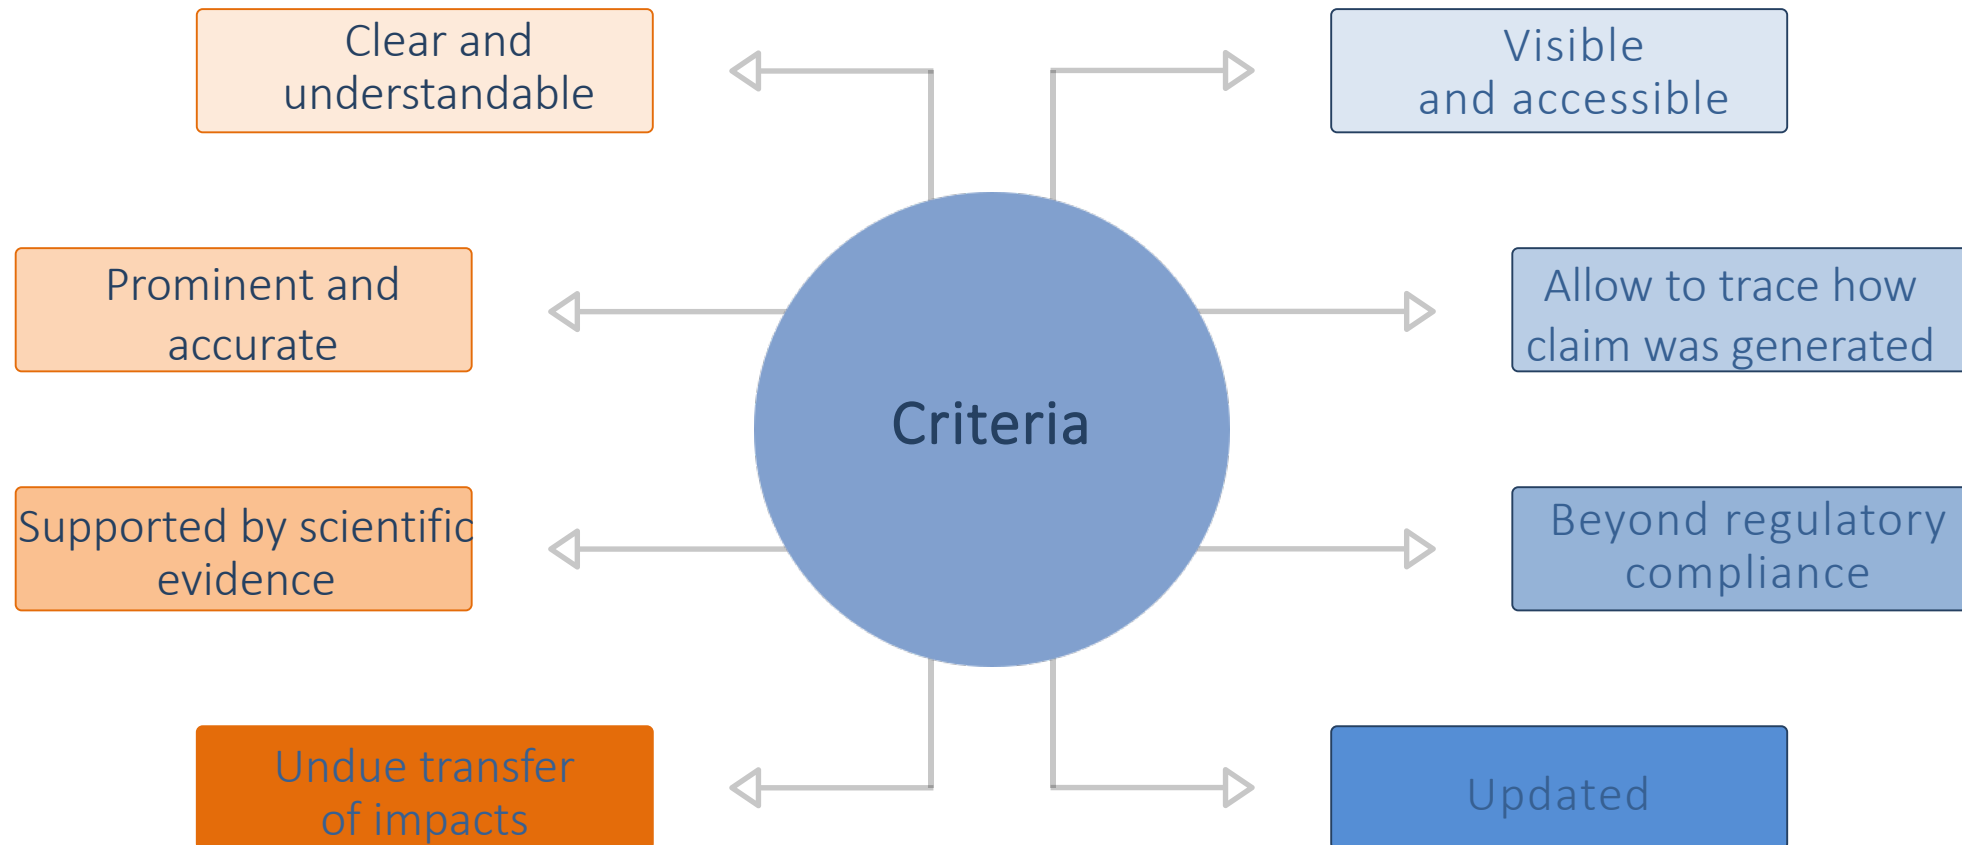 Clear and
understandable
Visible
and accessible
Prominent and
accurate
Allow to trace how
claim was generated
Criteria
Supported by scientific
evidence
Beyond regulatory
compliance
Undue transfer
of impacts
Updated